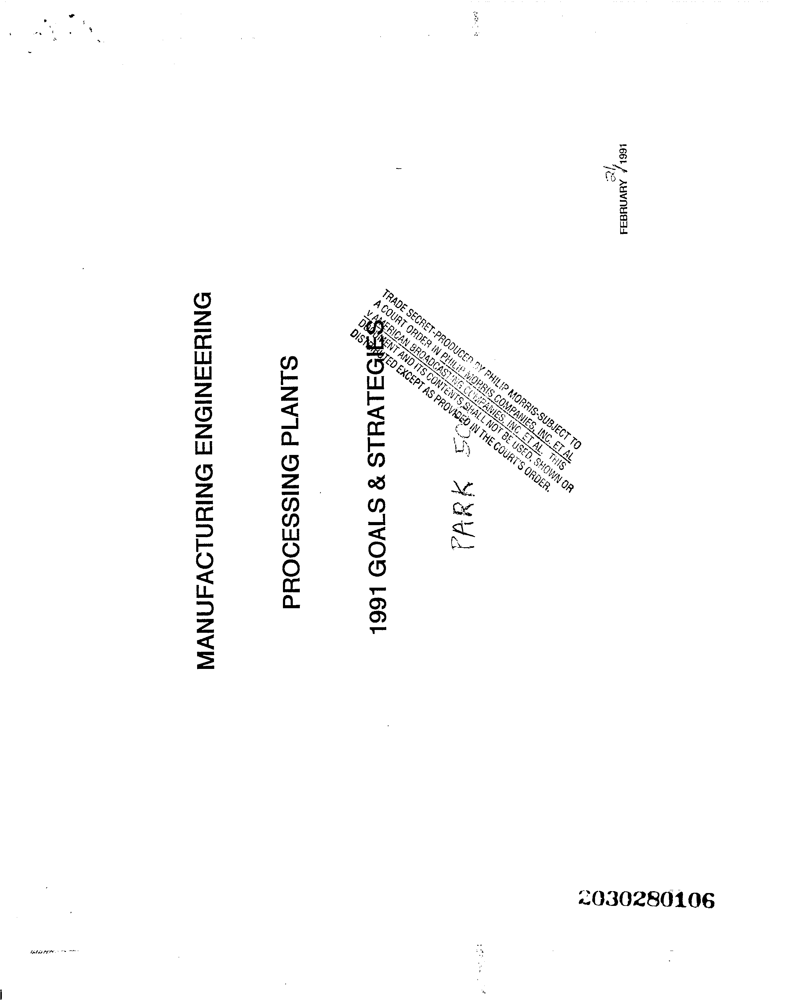 MANUFACTURING ENGINEERING
PROCESSING PLANTS
1991 GOALS & STRATEGIES
PARK 50
TRADE SECRET-PRODUCED BY PHILIP MORRIS-SUBJECT TO
A COURT ORDER IN PHILIP MORRIS COMPANIES, INC. ET AL
V AMERICAN BROADCASTING COMPANIES, INC. ET AL. THIS
DOCUMENT AND ITS CONTENTS SHALL NOT BE USED, SHOWN OR
DISTRIBUTED EXCEPT AS PROVIDED IN THE COURT'S ORDER.
FEBRUARY 21 1991
2030280106